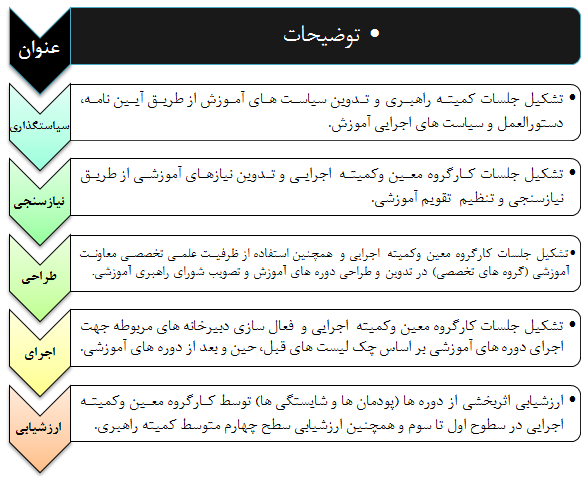 عنوان
• توضیحات
سیاستگذاری
• تشکیل جلسات کمیته راهبری و تدوین سیاست های آموزش از طریق آیین نامه،
دستورالعمل و سیاست های اجرایی آموزش.
نیازسنجی
• تشکیل جلسات کارگروه معین وکمیته اجرایی و تدوین نیازهای آموزشی از طریق
نیازسنجی و تنظیم تقویم آموزشی.
طراحی
• تشکیل جلسات کارگروه معین وکمیته اجرایی و همچنین استفاده از ظرفیت علمی تخصصی معاونت
آموزشی (گروه های تخصصی) در تدوین و طراحی دوره های آموزش و تصویب شورای راهبری آموزشی.
اجرای
• تشکیل جلسات کارگروه معین وکمیته اجرایی و فعال سازی دبیرخانه های مربوطه جهت
اجرای دوره های آموزشی بر اساس چک لیست های قبل، حین و بعد از دوره های آموزشی.
ارزشیابی
• ارزشیابی اثربخشی از دوره ها (پودمان ها و شایستگی ها) توسط کارگروه معین وکمیته
اجرایی در سطوح اول تا سوم و همچنین ارزشیابی سطح چهارم متوسط کمیته راهبری.